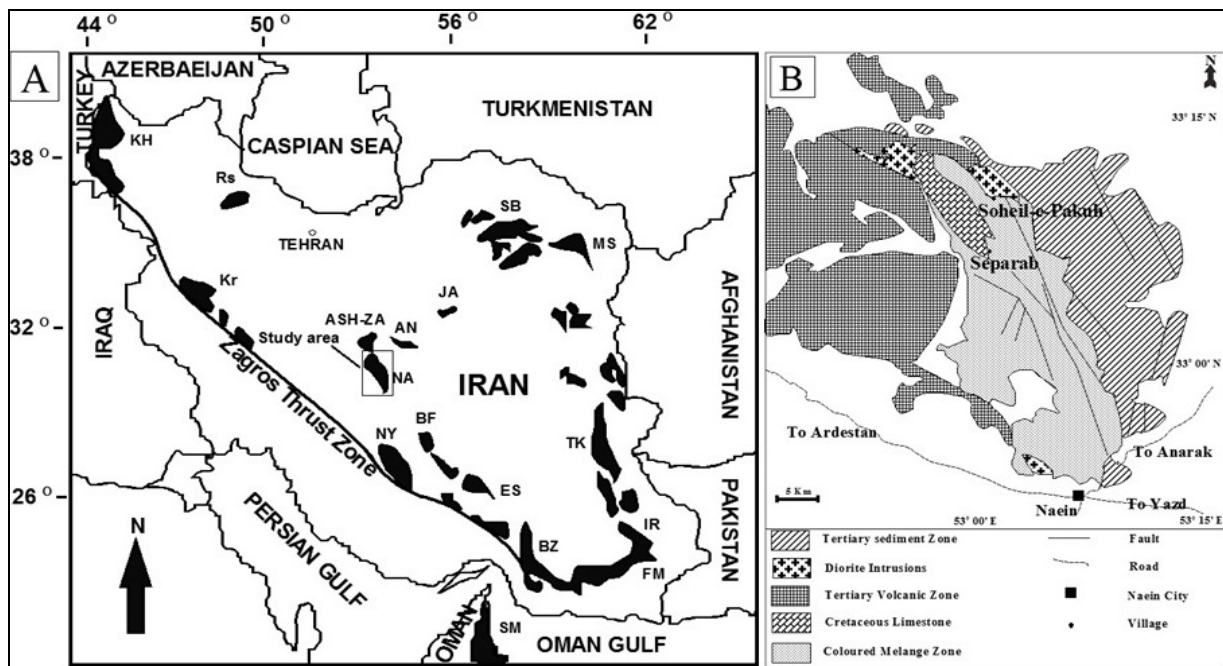 44 o
50 o
56 o
62 o
A
AZERBAEIJAN
TURKEY
KH
CASPIAN SEA
TURKMENISTAN
38 o
Rs
TEHRAN
SB
MS
AFGHANISTAN
Kr
JA
IRAQ
32 o
ASH-ZA
AN
Study area
NA
IRAN
Zagros Thrust Zone
BF
NY
TK
ES
26 o
PERSIAN GULF
PAKISTAN
N
IR
BZ
FM
OMAN
SM
OMAN GULF
B
N
33° 15' N
Soheil-e-Pakuh
Separab
33° 00' N
To Ardestan
To Anarak
5 Km
Naein
To Yazd
53° 00' E
53° 15' E
Tertiary sediment Zone
Fault
Diorite Intrusions
Road
Tertiary Volcanic Zone
Naein City
Cretaceous Limestone
Village
Coloured Melange Zone